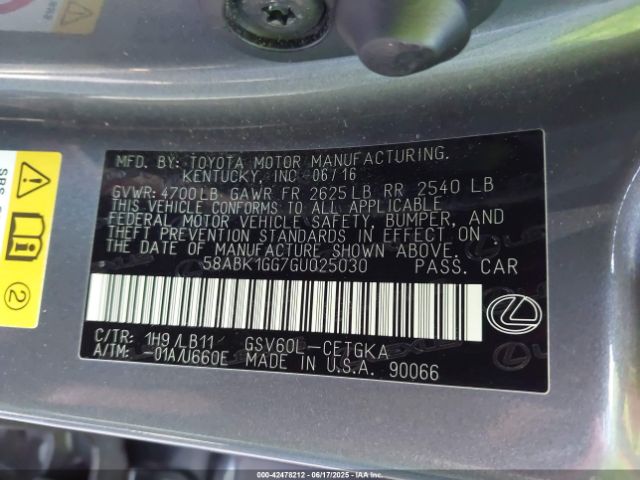 MFD. BY: TOYOTA MOTOR MANUFACTURING.
KENTUCKY, INC 06/16
GVWR: 4700LB GAWR FR 2625LB RR 2540 LB
THIS VEHICLE CONFORMS TO ALL APPLICABLE
FEDERAL MOTOR VEHICLE SAFETY, BUMPER, AND
THEFT PREVENTION STANDARDS IN EFFECT ON
THE DATE OF MANUFACTURE SHOWN ABOVE.
58ABK1GG7GU025030 PASS. CAR
C/TR: 1H9/LB11 GSV60L-CETGKA
A/TM: -01A/U660E MADE IN U.S.A. 90066
SRS
2
000-42478212 - 06/17/2025 - IAA Inc.